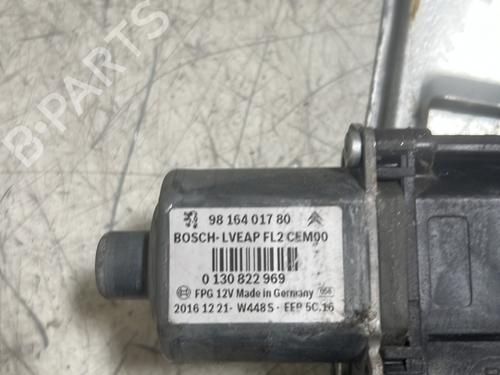 98 164 017 80
BOSCH- LVEAP FL2 CEM00
0 130 822 969
FPG 12V Made in Germany
2016 12 21- W448S - EEP 5C.16
B-PARTS